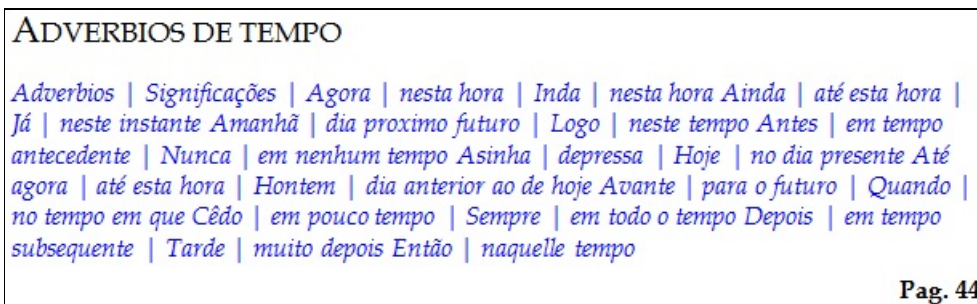 ADVERBIOS DE TEMPO
Adverbios | Significações | Agora | nesta hora | Inda | nesta hora Ainda | até esta hora |
Já | neste instante Amanhã | dia proximo futuro | Logo | neste tempo Antes | em tempo
antecedente | Nunca | em nenhum tempo Asinha | depressa | Hoje | no dia presente Até
agora | até esta hora | Hontem | dia anterior ao de hoje Avante | para o futuro | Quando |
no tempo em que Cêdo | em pouco tempo | Sempre | em todo o tempo Depois | em tempo
subsequente | Tarde | muito depois Então | naquelle tempo
Pag. 44